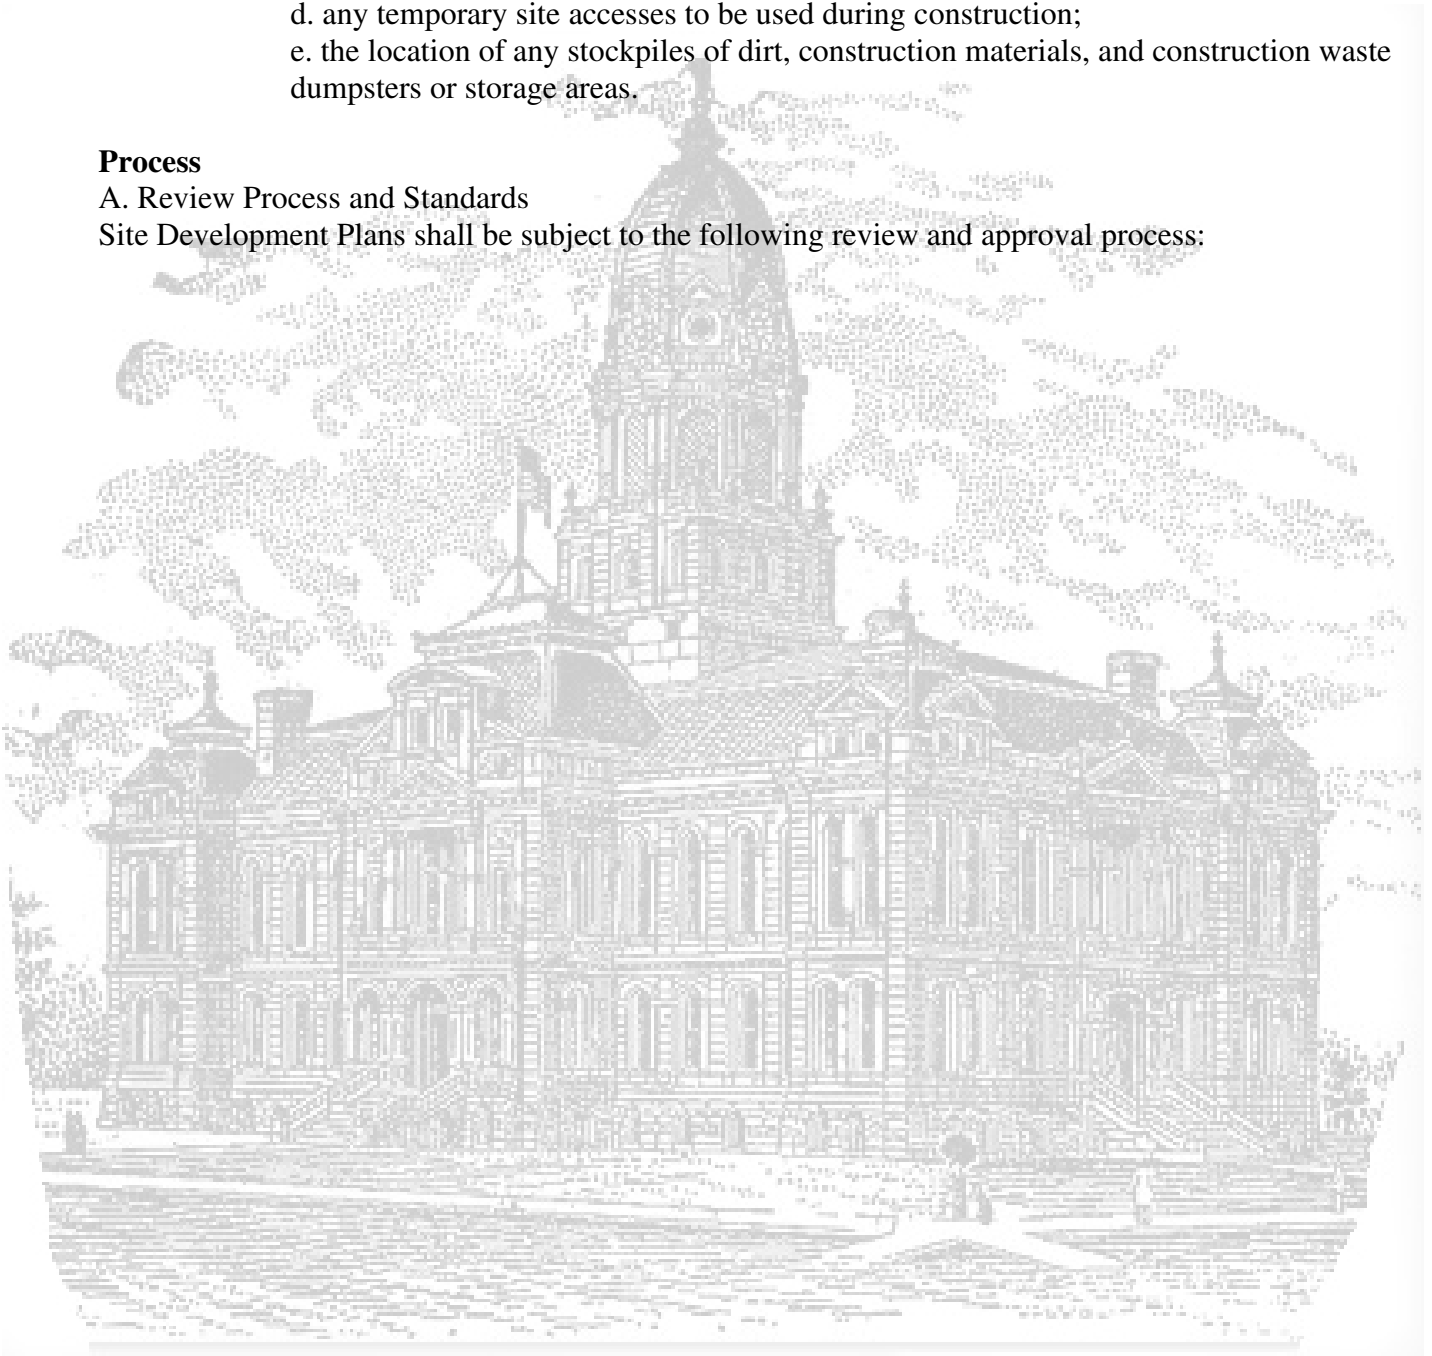 d. any temporary site accesses to be used during construction;
e. the location of any stockpiles of dirt, construction materials, and construction waste
dumpsters or storage areas.
Process
A. Review Process and Standards
Site Development Plans shall be subject to the following review and approval process: